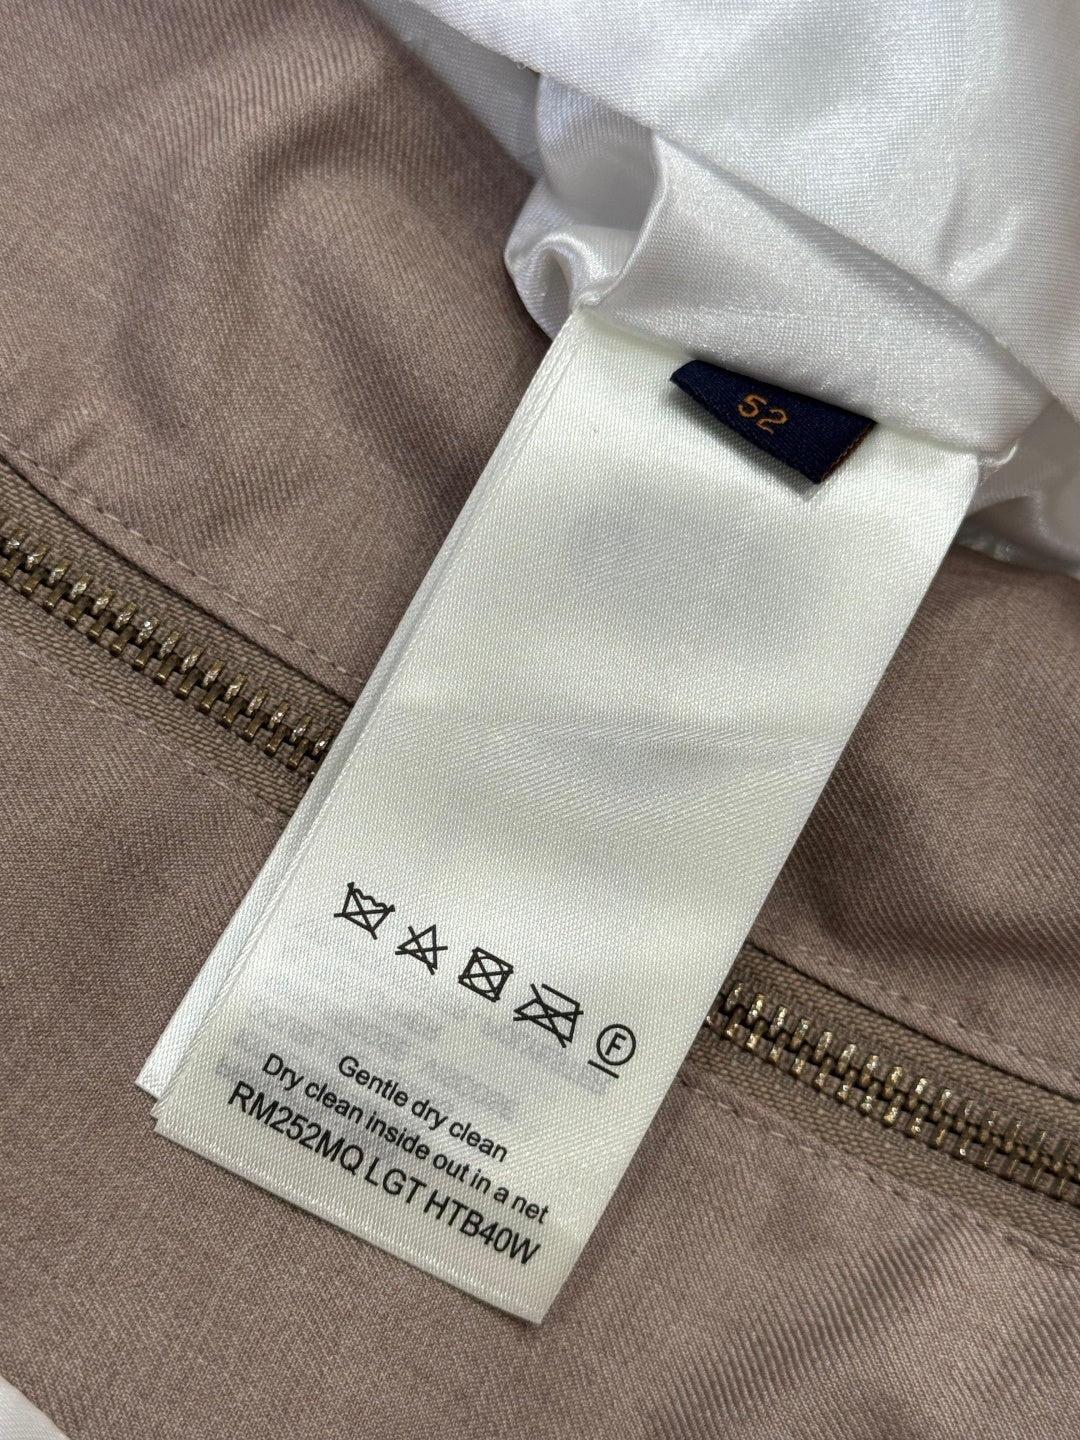 52
F
Gentle dry clean
Dry clean inside out in a net
RM252MQ LGT HTB40W